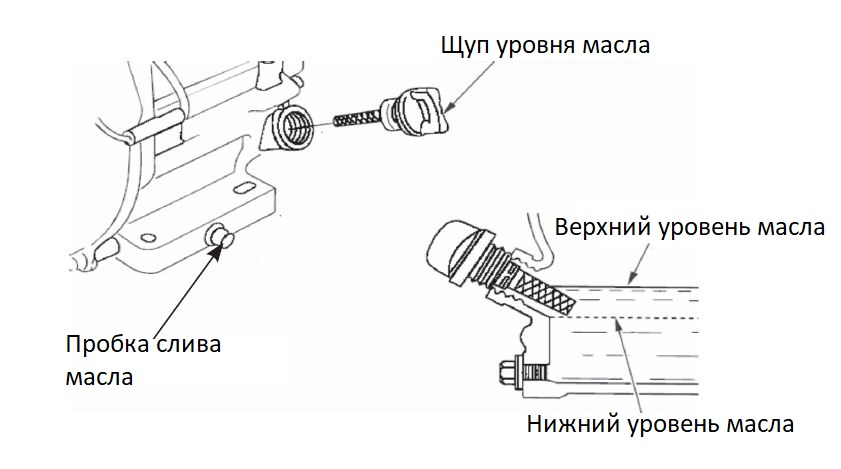 Щуп уровня масла
Верхний уровень масла
Пробка слива
масла
Нижний уровень масла